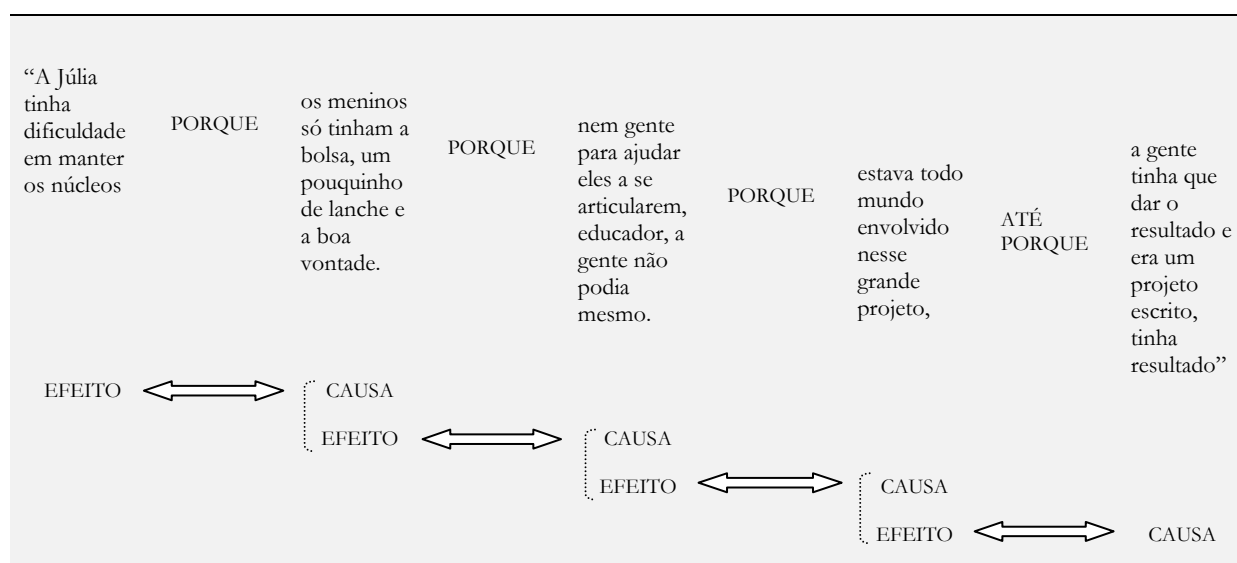 “A Júlia
tinha
dificuldade
em manter
os núcleos
PORQUE
os meninos
só tinham a
bolsa, um
pouquinho
de lanche e
a boa
vontade.
PORQUE
nem gente
para ajudar
eles a se
articularem,
educador, a
gente não
podia
mesmo.
PORQUE
estava todo
mundo
envolvido
nesse
grande
projeto,
ATÉ
PORQUE
a gente
tinha que
dar o
resultado e
era um
projeto
escrito,
tinha
resultado”
EFEITO
CAUSA
EFEITO
CAUSA
EFEITO
CAUSA
EFEITO
CAUSA